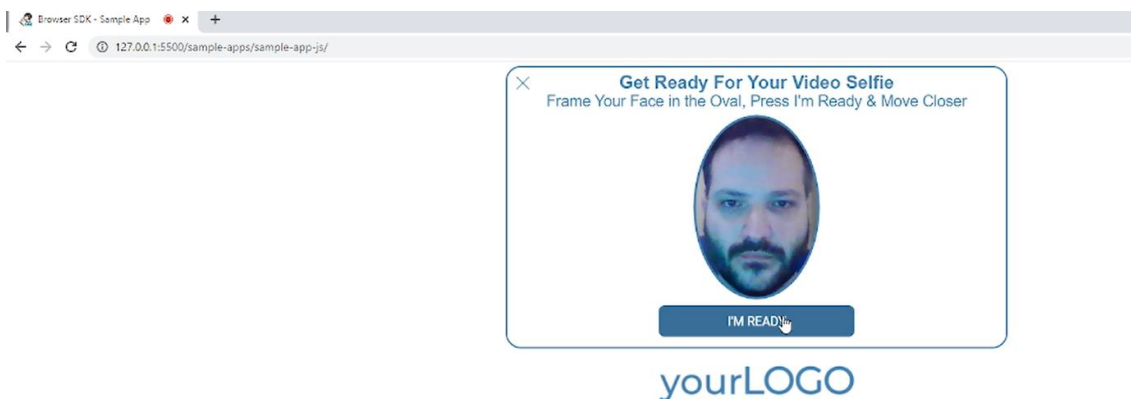 Browser SDK - Sample App
127.0.0.1:5500/sample-apps/sample-app-js/
Get Ready For Your Video Selfie
Frame Your Face in the Oval, Press I'm Ready & Move Closer
I'M READY
yourLOGO